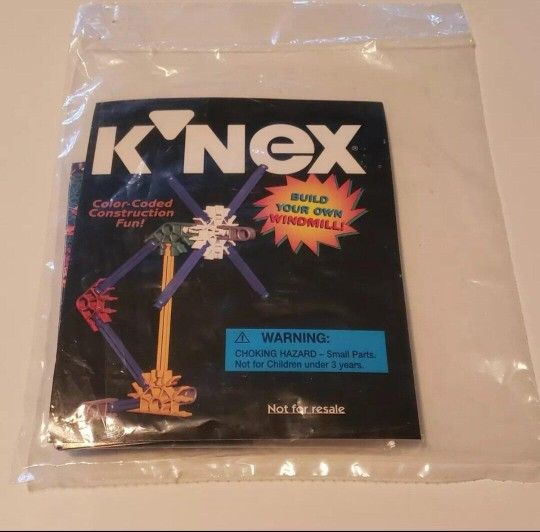 K'NEX®
Color-Coded
Construction
Fun!
BUILD
YOUR OWN
WINDMILL!
WARNING:
CHOKING HAZARD – Small Parts.
Not for Children under 3 years.
Not for resale